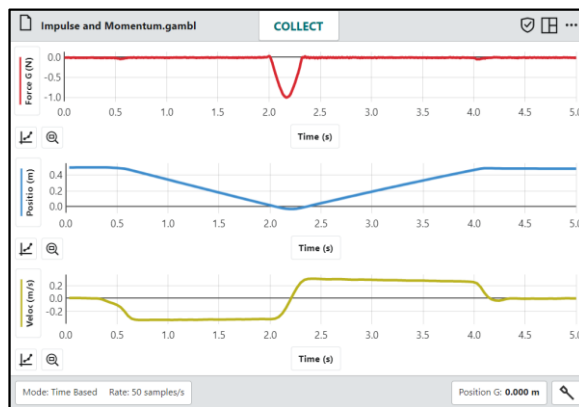 Impulse and Momentum.gambl
COLLECT
...
Force G (N)
0.0
-0.5
-1.0
0.0 0.5 1.0 1.5 2.0 2.5 3.0 3.5 4.0 4.5 5.0
Time (s)
Positio (m)
0.4
0.2
0.0
0.0 0.5 1.0 1.5 2.0 2.5 3.0 3.5 4.0 4.5 5.0
Time (s)
Veloc (m/s)
0.2
0.0
-0.2
0.0 0.5 1.0 1.5 2.0 2.5 3.0 3.5 4.0 4.5 5.0
Time (s)
Mode: Time Based Rate: 50 samples/s
Position G: 0.000 m